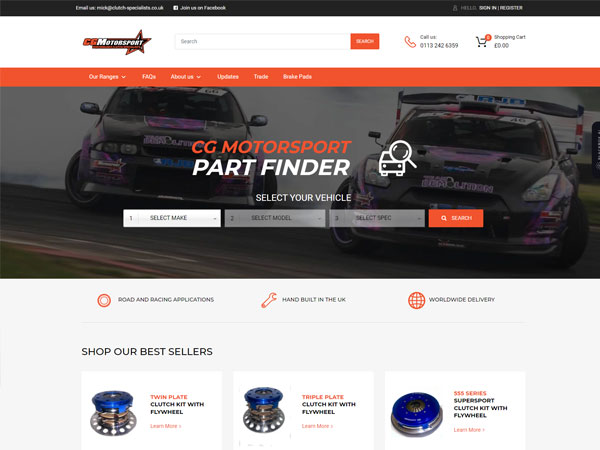 Email us: mick@clutch-specialists.co.uk Join us on Facebook HELLO, SIGN IN | REGISTER
CG MOTORSPORT
Search SEARCH
Call us:
0113 242 6359
0
Shopping Cart
£0.00
Our Ranges FAQs About us Updates Trade Brake Pads
CG MOTORSPORT
PART FINDER
SELECT YOUR VEHICLE
1 SELECT MAKE 2 SELECT MODEL 3 SELECT SPEC SEARCH
ROAD AND RACING APPLICATIONS HAND BUILT IN THE UK WORLDWIDE DELIVERY
SHOP OUR BEST SELLERS
TWIN PLATE
CLUTCH KIT WITH
FLYWHEEL
Learn More
TRIPLE PLATE
CLUTCH KIT WITH
FLYWHEEL
Learn More
555 SERIES
SUPERSPORT
CLUTCH KIT WITH
FLYWHEEL
Learn More